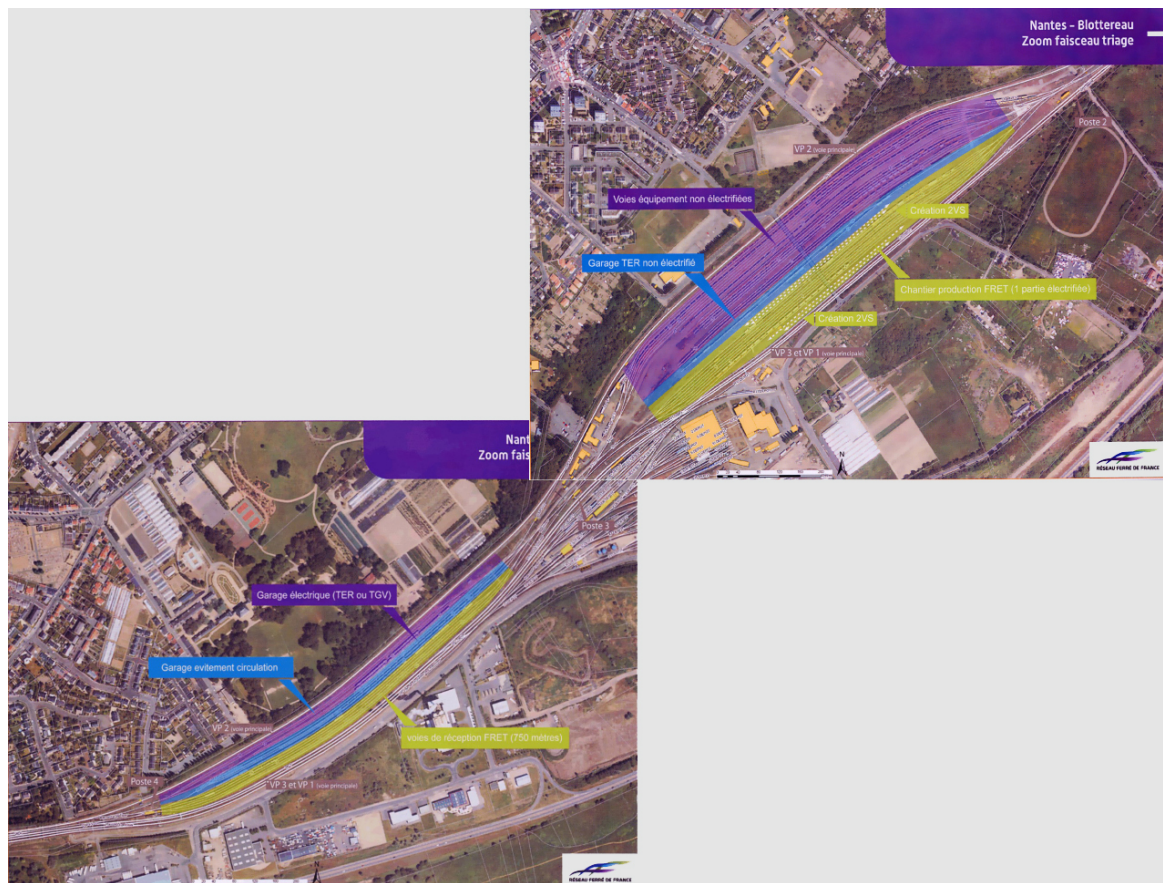 Nantes - Blottereau
Zoom faisceau triage
Poste 2
VP 2 (voie principale)
Voies équipement non électrifiées
Création 2VS
Garage TER non électrifié
Chantier production FRET (1 partie électrifiée)
Création 2VS
VP 3 et VP 1 (voie principale)
N
RÉSEAU FERRÉ DE FRANCE
Nant
Zoom fais
Poste 3
Garage électrique (TER ou TGV)
Garage evitement circulation
VP 2 (voie principale)
voies de réception FRET (750 mètres)
Poste 4
VP 3 et VP 1 (voie principale)
N
RÉSEAU FERRÉ DE FRANCE